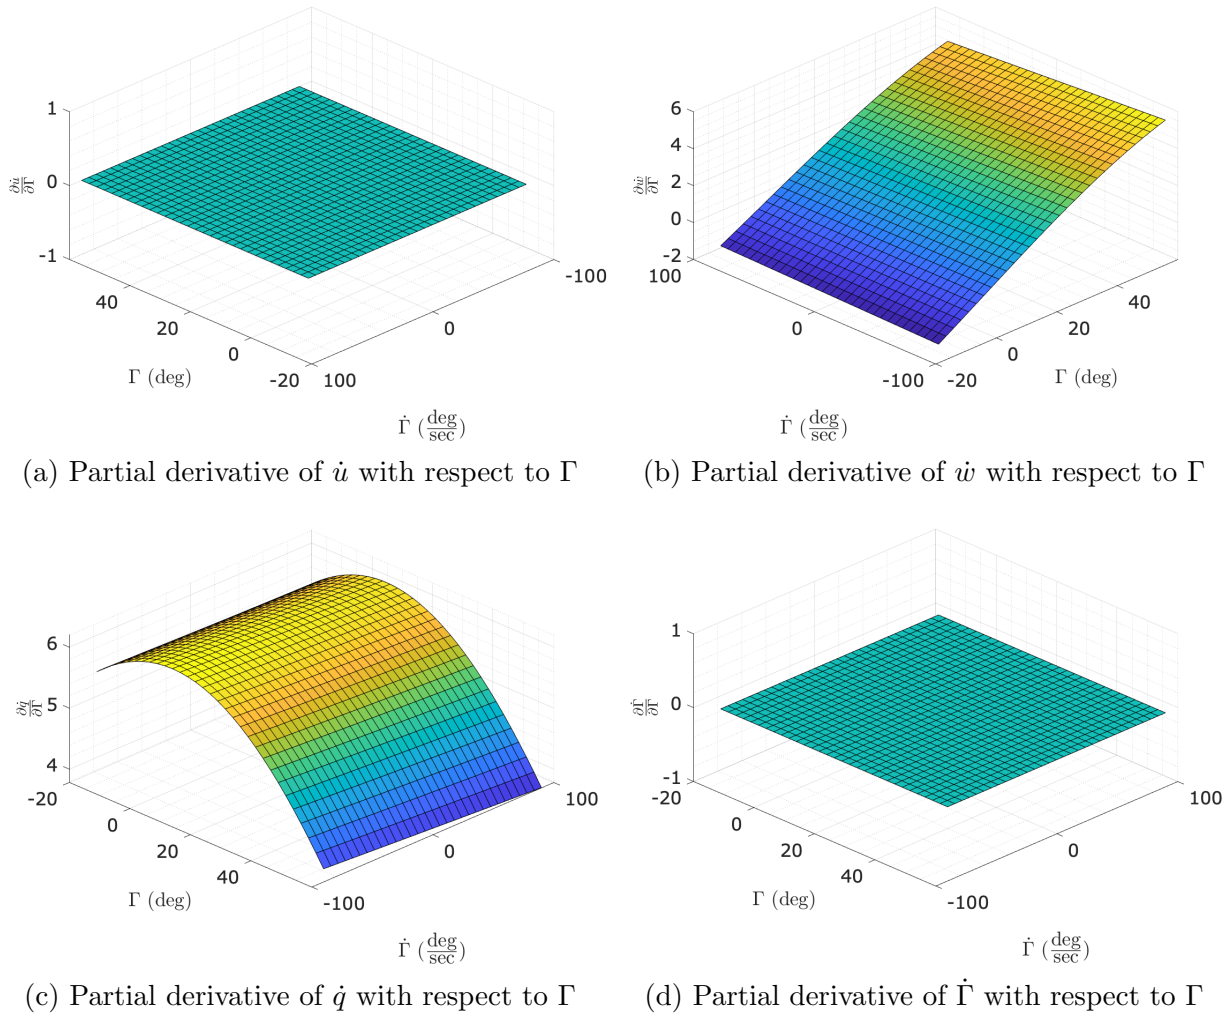 1
0
-1
∂u̇/∂Γ
40
20
0
-20
Γ (deg)
100
0
-100
Γ̇ (deg/sec)
(a) Partial derivative of u̇ with respect to Γ
6
4
2
0
-2
∂ẇ/∂Γ
100
0
-100
Γ̇ (deg/sec)
-20
0
20
40
Γ (deg)
(b) Partial derivative of ẇ with respect to Γ
6
5
4
∂q̇/∂Γ
-20
0
20
40
Γ (deg)
-100
0
100
Γ̇ (deg/sec)
(c) Partial derivative of q̇ with respect to Γ
1
0
-1
∂Γ̇/∂Γ
-20
0
20
40
Γ (deg)
-100
0
100
Γ̇ (deg/sec)
(d) Partial derivative of Γ̇ with respect to Γ